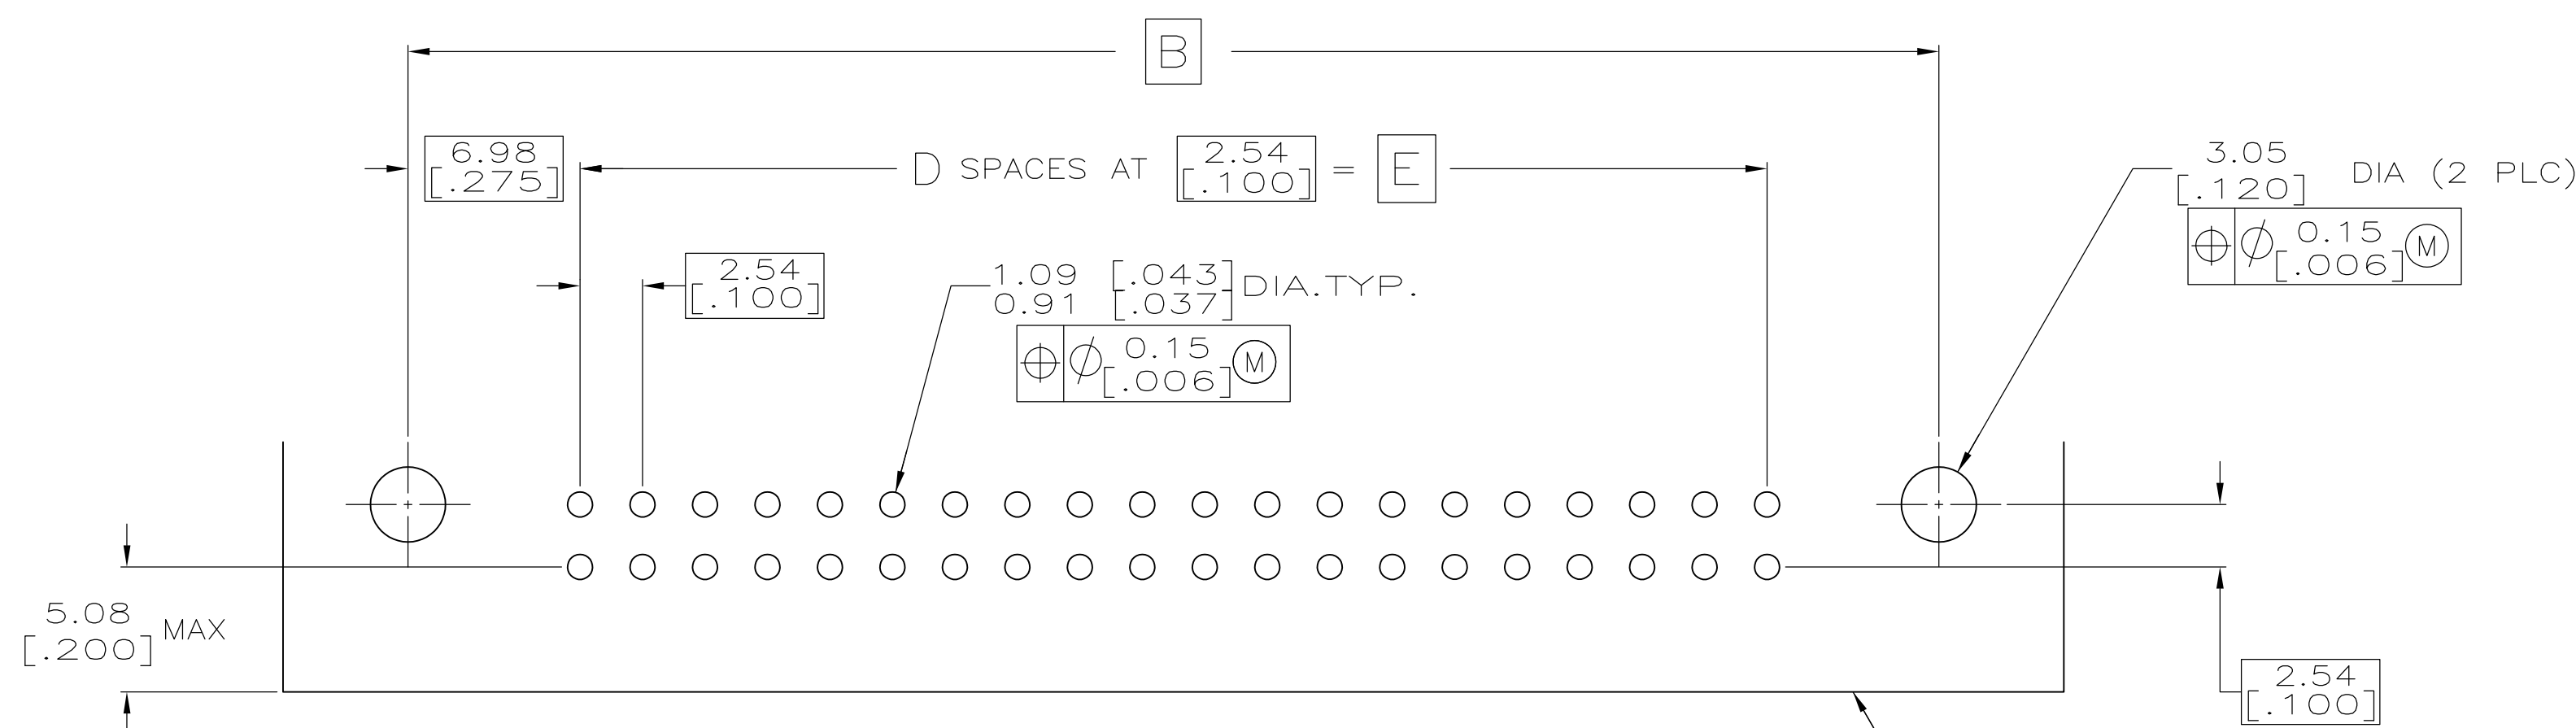 B
6.98
[.275]
D SPACES AT 2.54 [.100] = E
3.05
[.120] DIA (2 PLC)
⌖ ⌀ 0.15 [.006] Ⓜ
2.54
[.100]
1.09 [.043]
0.91 [.037] DIA.TYP.
⌖ ⌀ 0.15 [.006] Ⓜ
5.08
[.200] MAX
2.54
[.100]